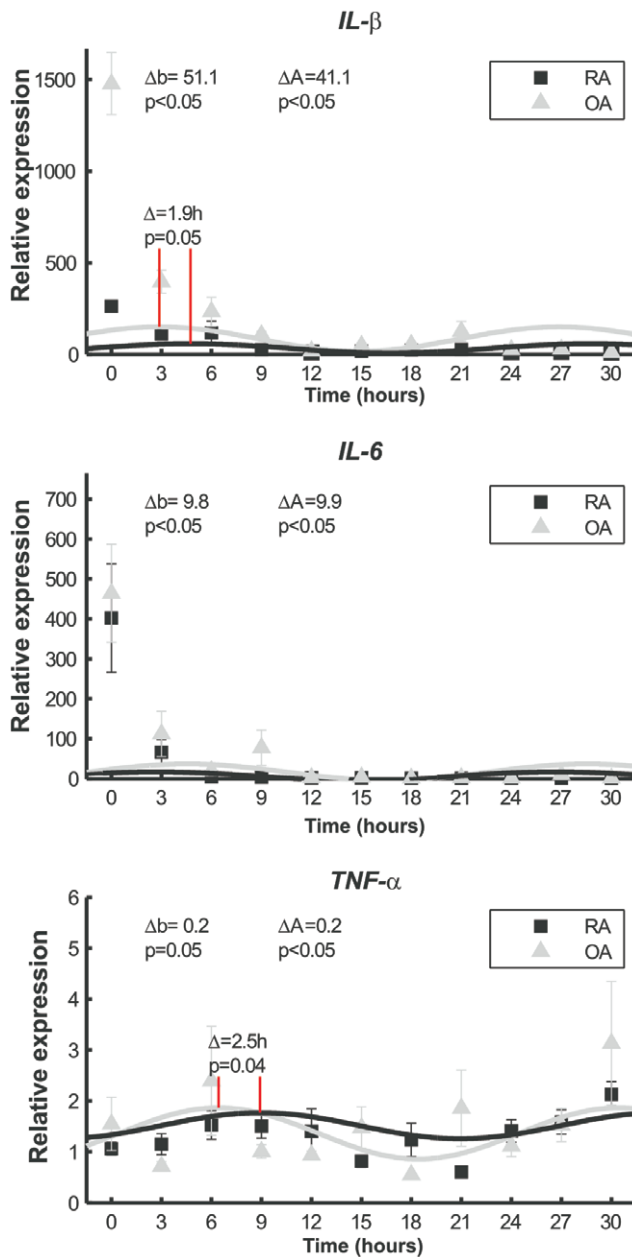 IL-β
Δb= 51.1 ΔA=41.1
p<0.05 p<0.05
RA
OA
Δ=1.9h
p=0.05
Relative expression
1500
1000
500
0
0 3 6 9 12 15 18 21 24 27 30
Time (hours)
IL-6
Δb= 9.8 ΔA=9.9
p<0.05 p<0.05
RA
OA
Relative expression
700
600
500
400
300
200
100
0
0 3 6 9 12 15 18 21 24 27 30
Time (hours)
TNF-α
Δb= 0.2 ΔA=0.2
p=0.05 p<0.05
RA
OA
Δ=2.5h
p=0.04
Relative expression
6
5
4
3
2
1
0
0 3 6 9 12 15 18 21 24 27 30
Time (hours)